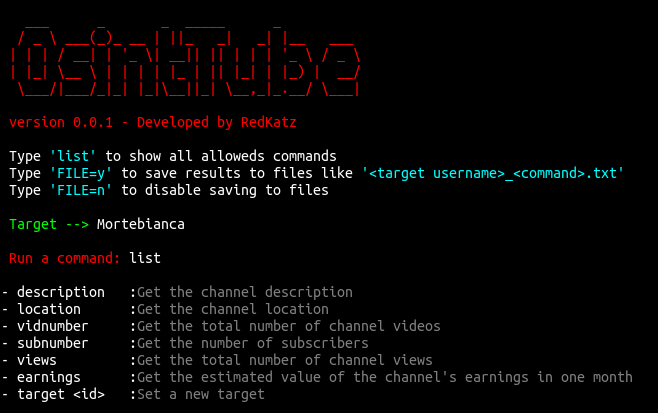 OsintTube
version 0.0.1 - Developed by RedKatz
Type 'list' to show all alloweds commands
Type 'FILE=y' to save results to files like '<target username>_<command>.txt'
Type 'FILE=n' to disable saving to files
Target --> Mortebianca
Run a command: list
- description :Get the channel description
- location :Get the channel location
- vidnumber :Get the total number of channel videos
- subnumber :Get the number of subscribers
- views :Get the total number of channel views
- earnings :Get the estimated value of the channel's earnings in one month
- target <id> :Set a new target